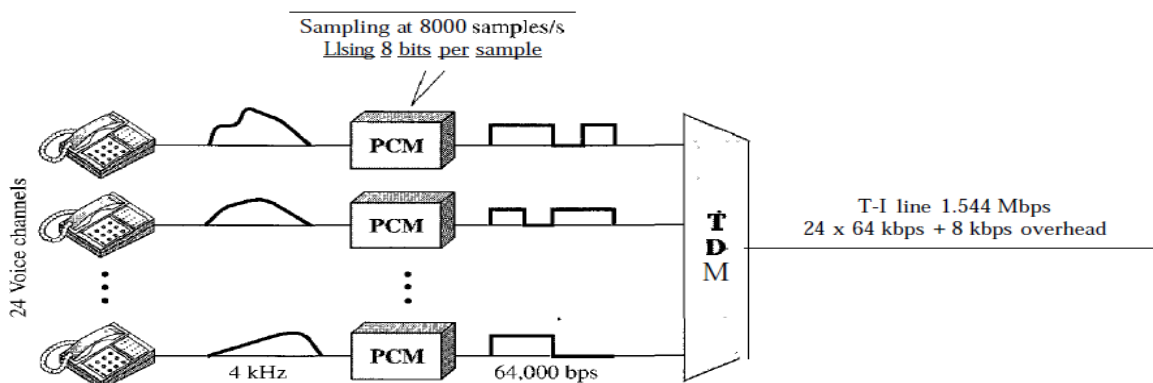 Sampling at 8000 samples/s
Llsing 8 bits per sample
24 Voice channels
PCM
PCM
PCM
4 kHz
64,000 bps
T
D
M
T-I line 1.544 Mbps
24 x 64 kbps + 8 kbps overhead